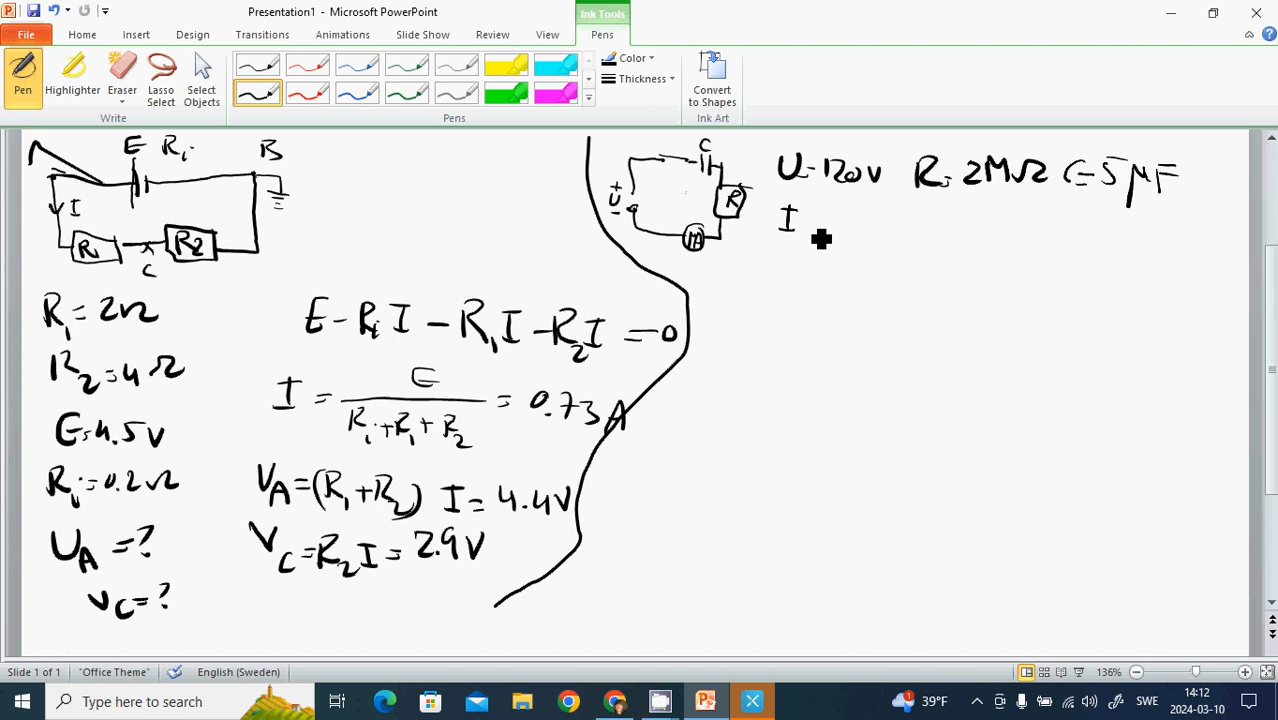 Presentation1 - Microsoft PowerPoint
Ink Tools
File Home Insert Design Transitions Animations Slide Show Review View Pens
Pen Highlighter Eraser Lasso Select Select Objects
Color
Thickness
Convert to Shapes
Write Pens Ink Art
A E Ri B
I
R1 C R2
R1 = 2Ω
R2 = 4Ω
E = 4.5V
Ri = 0.2Ω
UA = ?
VC = ?
E - RiI - R1I - R2I = 0
I = E / (Ri + R1 + R2) = 0.73A
VA = (R1 + R2) I = 4.4V
VC = R2I = 2.9V
C
+
U
-
R
U = 120V R = 2MΩ C = 5μF
I
Slide 1 of 1 "Office Theme" English (Sweden) 136%
Type here to search
1 39°F SWE 14:12
2024-03-10